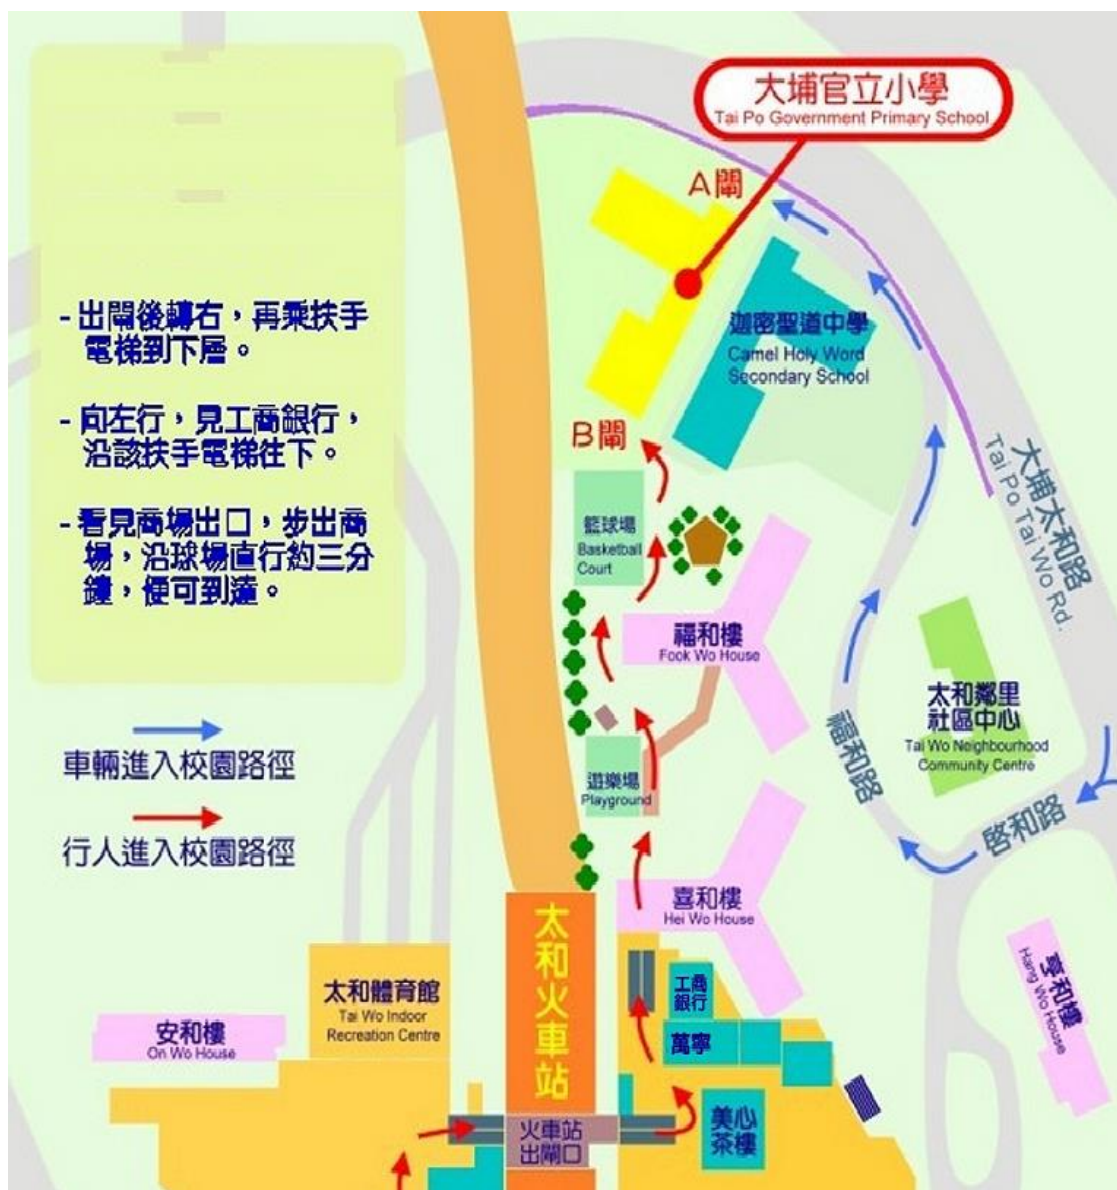 大埔官立小學
Tai Po Government Primary School
A閘
- 出閘後轉右，再乘扶手
電梯到下層。
- 向左行，見工商銀行，
沿該扶手電梯往下。
- 看見商場出口，步出商
場，沿球場直行約三分
鐘，便可到達。
迦密聖道中學
Camel Holy Word
Secondary School
B閘
大埔太和路
Tai Po Tai Wo Rd.
籃球場
Basketball
Court
福和樓
Fook Wo House
太和鄰里
社區中心
Tai Wo Neighbourhood
Community Centre
車輛進入校園路徑
行人進入校園路徑
遊樂場
Playground
福和路
啓和路
喜和樓
Hei Wo House
太和火車站
亨和樓
Hang Wo House
太和體育館
Tai Wo Indoor
Recreation Centre
安和樓
On Wo House
工商
銀行
萬寧
美心
茶樓
火車站
出閘口